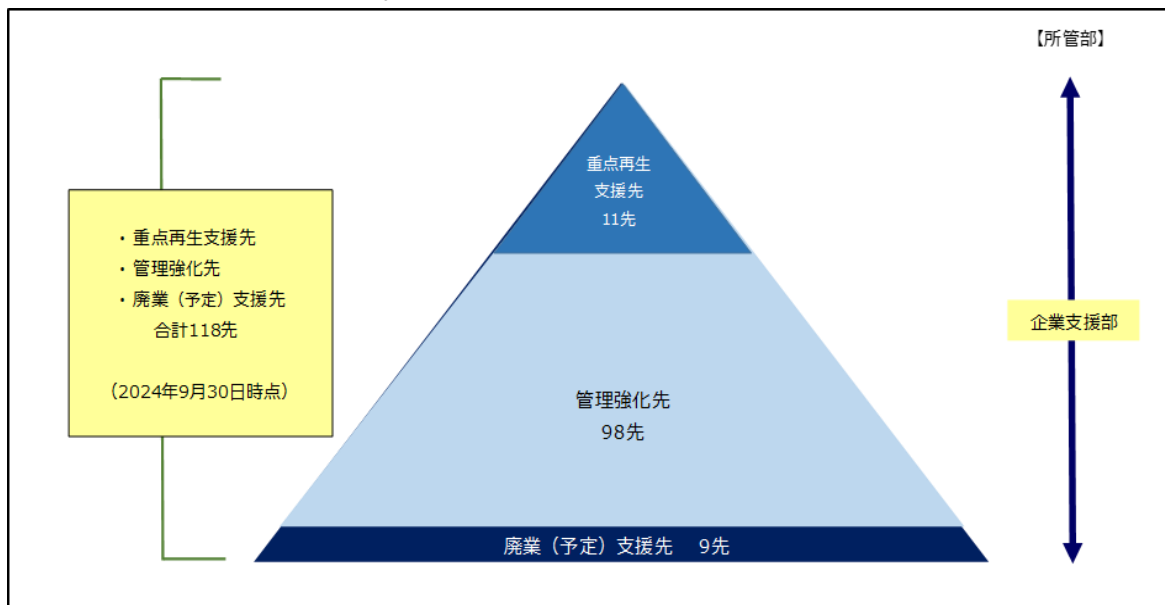 【所管部】
重点再生
支援先
11先
・重点再生支援先
・管理強化先
・廃業（予定）支援先
合計118先
（2024年9月30日時点）
企業支援部
管理強化先
98先
廃業（予定）支援先　9先